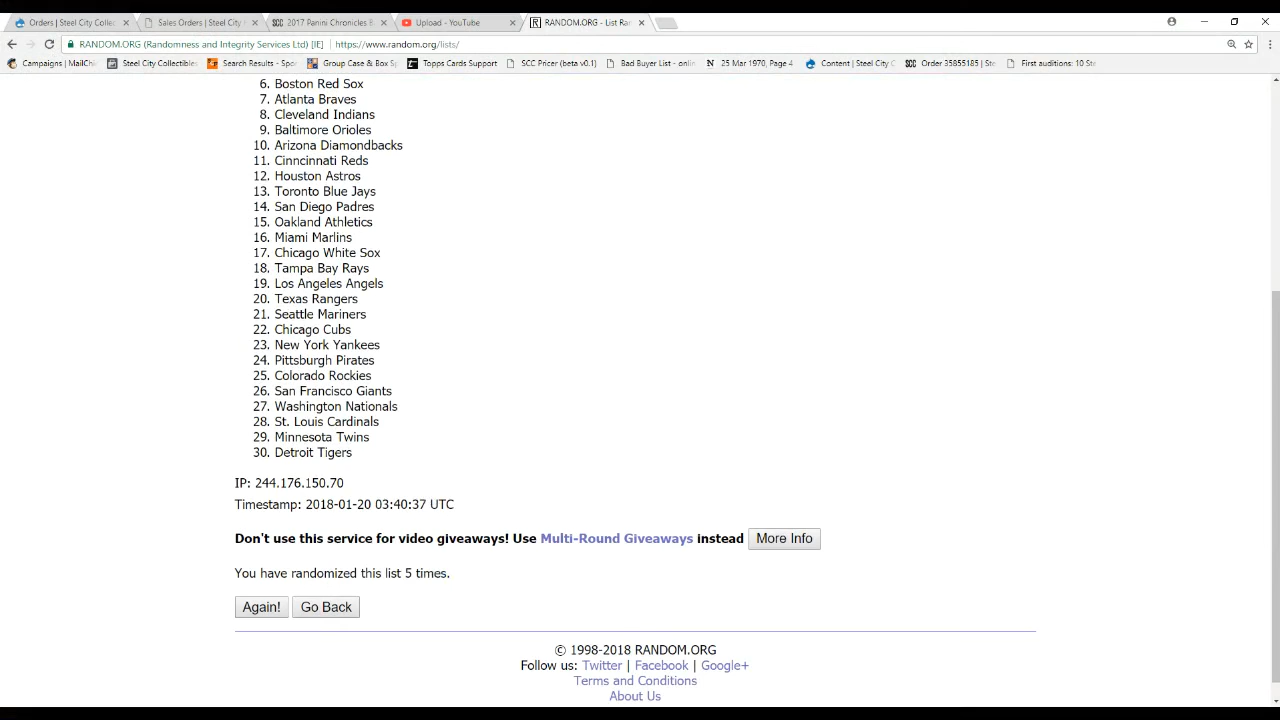 Orders | Steel City Collec
Sales Orders | Steel City
2017 Panini Chronicles B
Upload - YouTube
RANDOM.ORG - List Ra
RANDOM.ORG (Randomness and Integrity Services Ltd) [IE] https://www.random.org/lists/
Campaigns | MailChi
Steel City Collectibles
Search Results - Spo
Group Case & Box S
Topps Cards Support
SCC Pricer (beta v0.1)
Bad Buyer List - onlin
25 Mar 1970, Page 4
Content | Steel City C
Order 35855185 | Ste
First auditions: 10 Ste
6. Boston Red Sox
7. Atlanta Braves
8. Cleveland Indians
9. Baltimore Orioles
10. Arizona Diamondbacks
11. Cinncinnati Reds
12. Houston Astros
13. Toronto Blue Jays
14. San Diego Padres
15. Oakland Athletics
16. Miami Marlins
17. Chicago White Sox
18. Tampa Bay Rays
19. Los Angeles Angels
20. Texas Rangers
21. Seattle Mariners
22. Chicago Cubs
23. New York Yankees
24. Pittsburgh Pirates
25. Colorado Rockies
26. San Francisco Giants
27. Washington Nationals
28. St. Louis Cardinals
29. Minnesota Twins
30. Detroit Tigers
IP: 244.176.150.70
Timestamp: 2018-01-20 03:40:37 UTC
Don't use this service for video giveaways! Use Multi-Round Giveaways instead More Info
You have randomized this list 5 times.
Again! Go Back
© 1998-2018 RANDOM.ORG
Follow us: Twitter | Facebook | Google+
Terms and Conditions
About Us